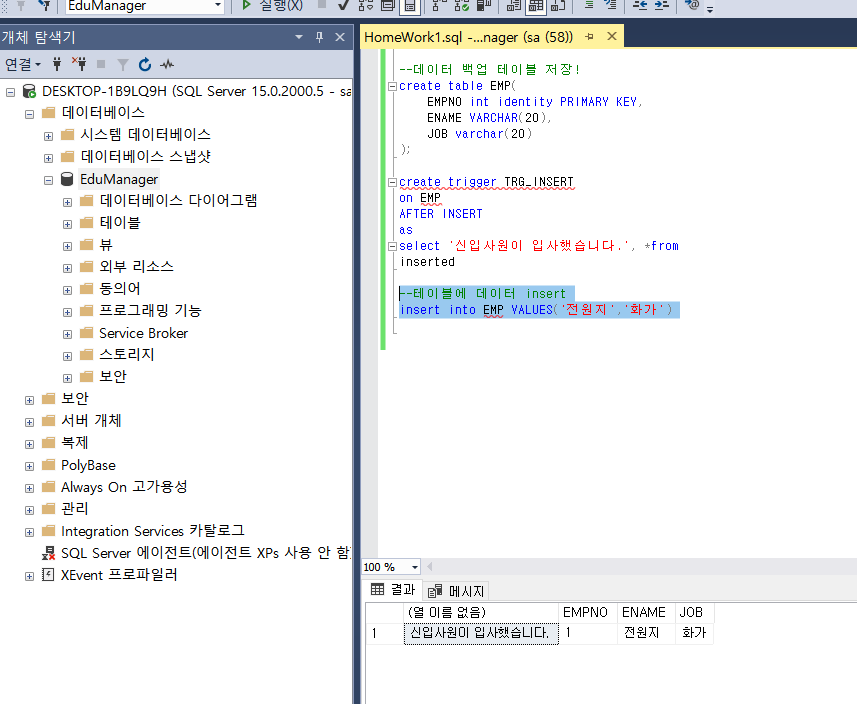 EduManager
실행(X)
개체 탐색기
연결
DESKTOP-1B9LQ9H (SQL Server 15.0.2000.5 - sa
데이터베이스
시스템 데이터베이스
데이터베이스 스냅샷
EduManager
데이터베이스 다이어그램
테이블
뷰
외부 리소스
동의어
프로그래밍 기능
Service Broker
스토리지
보안
보안
서버 개체
복제
PolyBase
Always On 고가용성
관리
Integration Services 카탈로그
SQL Server 에이전트(에이전트 XPs 사용 안 함)
XEvent 프로파일러
HomeWork1.sql -...nager (sa (58))
--데이터 백업 테이블 저장!
create table EMP(
EMPNO int identity PRIMARY KEY,
ENAME VARCHAR(20),
JOB varchar(20)
);
create trigger TRG_INSERT
on EMP
AFTER INSERT
as
select '신입사원이 입사했습니다.', *from
inserted
--테이블에 데이터 insert
insert into EMP VALUES('전원지','화가')
100 %
결과 메시지
(열 이름 없음) EMPNO ENAME JOB
1 신입사원이 입사했습니다. 1 전원지 화가